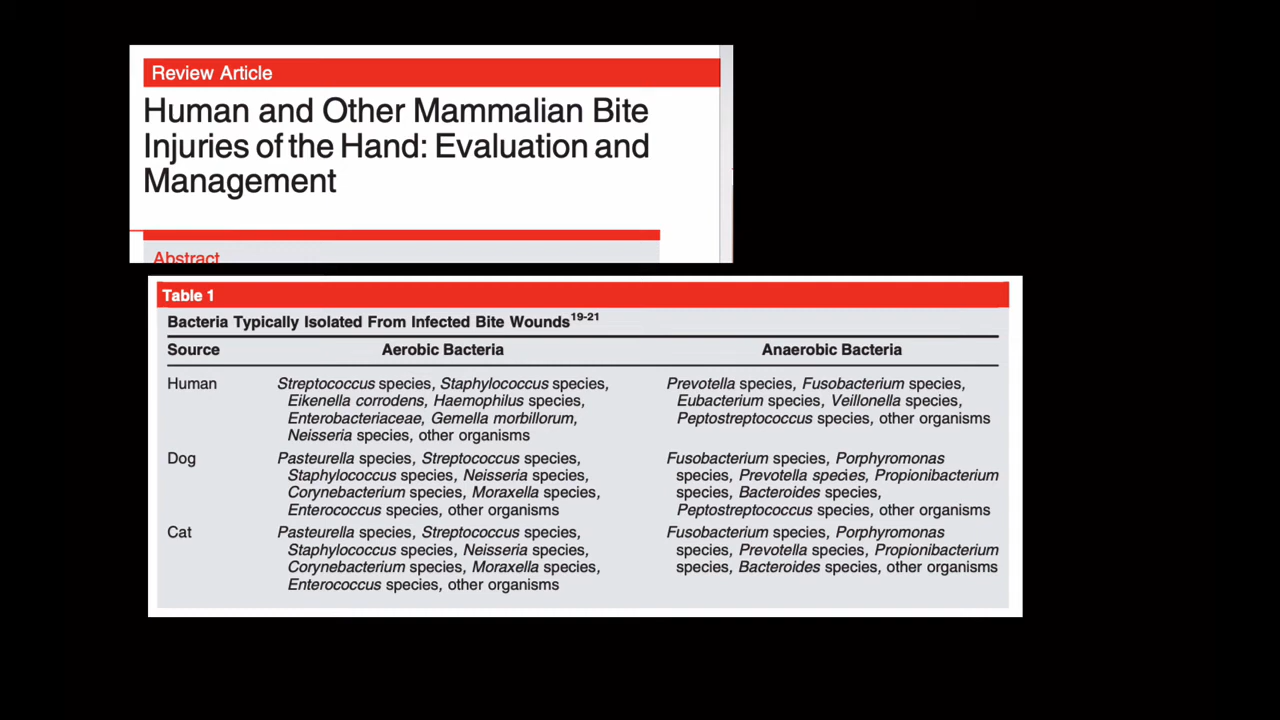 Review Article
Human and Other Mammalian Bite
Injuries of the Hand: Evaluation and
Management
Abstract
Table 1
Bacteria Typically Isolated From Infected Bite Wounds19-21
Source Aerobic Bacteria Anaerobic Bacteria
Human Streptococcus species, Staphylococcus species, Prevotella species, Fusobacterium species,
Eikenella corrodens, Haemophilus species, Eubacterium species, Veillonella species,
Enterobacteriaceae, Gemella morbillorum, Peptostreptococcus species, other organisms
Neisseria species, other organisms
Dog Pasteurella species, Streptococcus species, Fusobacterium species, Porphyromonas
Staphylococcus species, Neisseria species, species, Prevotella species, Propionibacterium
Corynebacterium species, Moraxella species, species, Bacteroides species,
Enterococcus species, other organisms Peptostreptococcus species, other organisms
Cat Pasteurella species, Streptococcus species, Fusobacterium species, Porphyromonas
Staphylococcus species, Neisseria species, species, Prevotella species, Propionibacterium
Corynebacterium species, Moraxella species, species, Bacteroides species, other organisms
Enterococcus species, other organisms